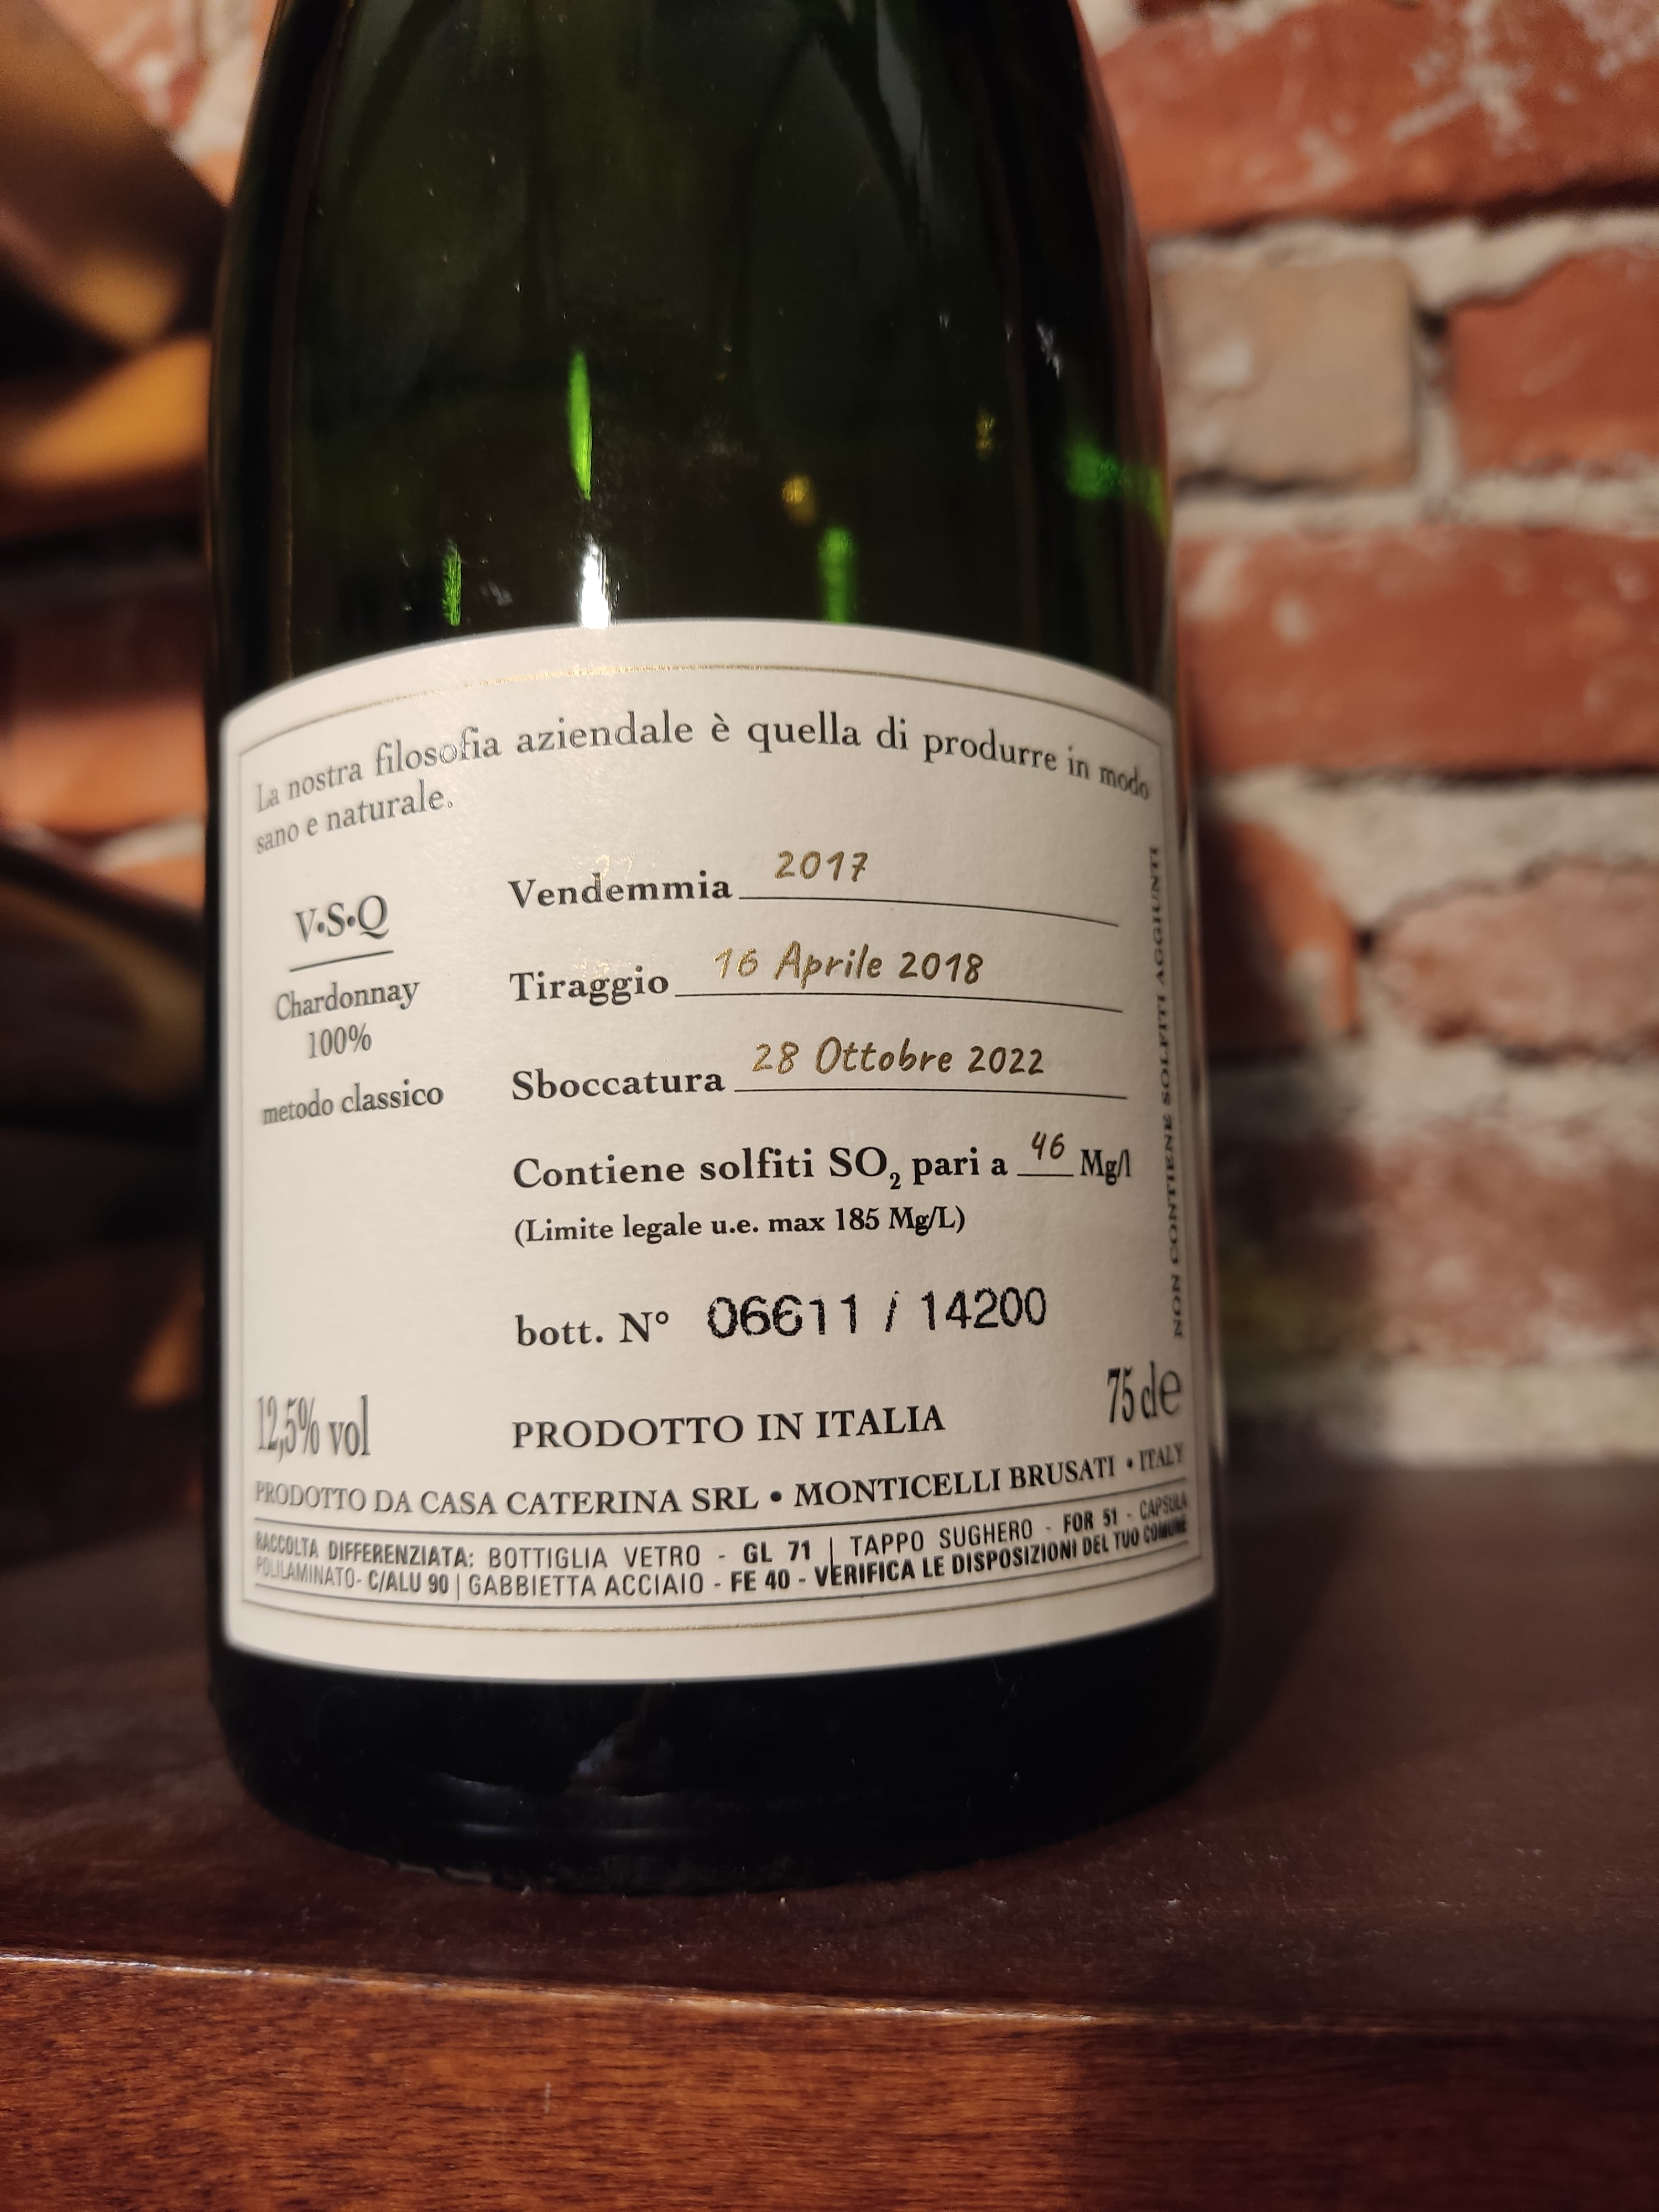 La nostra filosofia aziendale è quella di produrre in modo
sano e naturale.
V•S•Q
Chardonnay
100%
metodo classico
Vendemmia 2017
Tiraggio 16 Aprile 2018
Sboccatura 28 Ottobre 2022
Contiene solfiti SO₂ pari a 46 Mg/l
(Limite legale u.e. max 185 Mg/L)
bott. N° 06611 / 14200
NON CONTIENE SOLFITI AGGIUNTI
12,5% vol
PRODOTTO IN ITALIA
75 cl e
PRODOTTO DA CASA CATERINA SRL • MONTICELLI BRUSATI • ITALY
RACCOLTA DIFFERENZIATA: BOTTIGLIA VETRO - GL 71 | TAPPO SUGHERO - FOR 51 - CAPSULA
POLILAMINATO- C/ALU 90 | GABBIETTA ACCIAIO - FE 40 - VERIFICA LE DISPOSIZIONI DEL TUO COMUNE